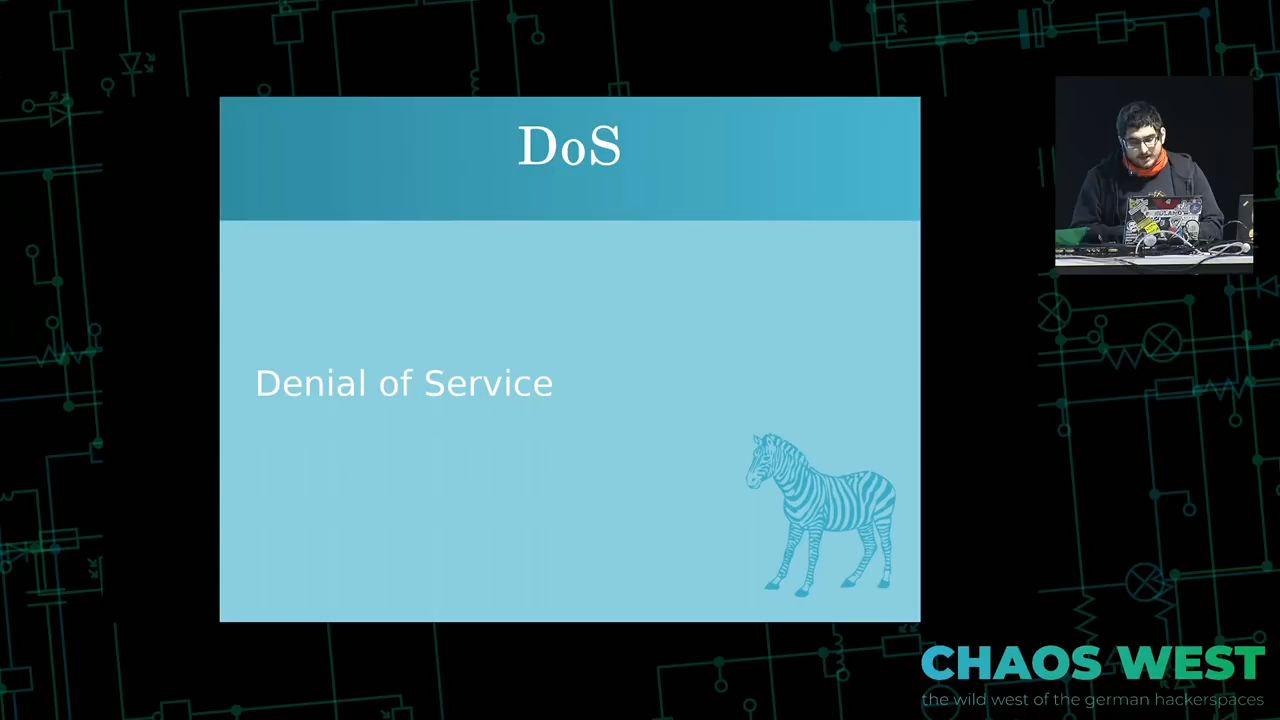 DoS
Denial of Service
CHAOS WEST
the wild west of the german hackerspaces